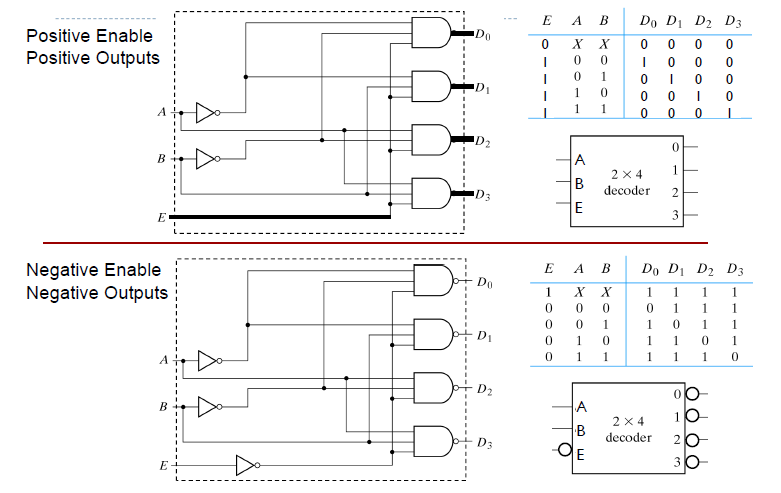 Positive Enable
Positive Outputs
A
B
E
D0
D1
D2
D3
E A B D0 D1 D2 D3
0 X X 0 0 0 0
1 0 0 1 0 0 0
1 0 1 0 1 0 0
1 1 0 0 0 1 0
1 1 1 0 0 0 1
A
B
E
2 × 4
decoder
0
1
2
3
Negative Enable
Negative Outputs
A
B
E
D0
D1
D2
D3
E A B D0 D1 D2 D3
1 X X 1 1 1 1
0 0 0 0 1 1 1
0 0 1 1 0 1 1
0 1 0 1 1 0 1
0 1 1 1 1 1 0
A
B
E
2 × 4
decoder
0
1
2
3